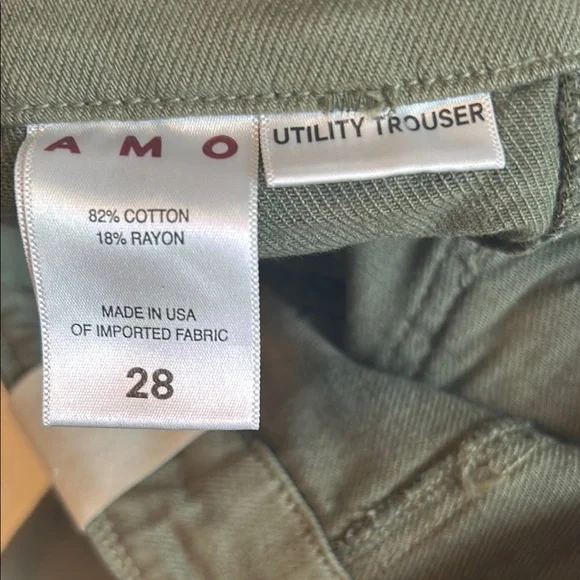 AMO
UTILITY TROUSER
82% COTTON
18% RAYON
MADE IN USA
OF IMPORTED FABRIC
28